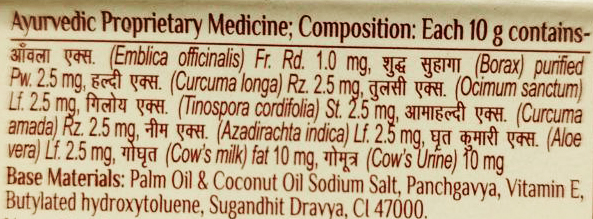 Ayurvedic Proprietary Medicine; Composition: Each 10 g contains-
आँवला एक्स. (Emblica officinalis) Fr. Rd. 1.0 mg, शुद्ध सुहागा (Borax) purified
Pw. 2.5 mg, हल्दी एक्स. (Curcuma longa) Rz. 2.5 mg, तुलसी एक्स. (Ocimum sanctum)
Lf. 2.5 mg, गिलोय एक्स. (Tinospora cordifolia) St. 2.5 mg, आमाहल्दी एक्स. (Curcuma
amada) Rz. 2.5 mg, नीम एक्स. (Azadirachta indica) Lf. 2.5 mg, घृत कुमारी एक्स. (Aloe
vera) Lf. 2.5 mg, गोघृत (Cow's milk) fat 10 mg, गोमूत्र (Cow's Urine) 10 mg
Base Materials: Palm Oil & Coconut Oil Sodium Salt, Panchgavya, Vitamin E,
Butylated hydroxytoluene, Sugandhit Dravya, CI 47000.